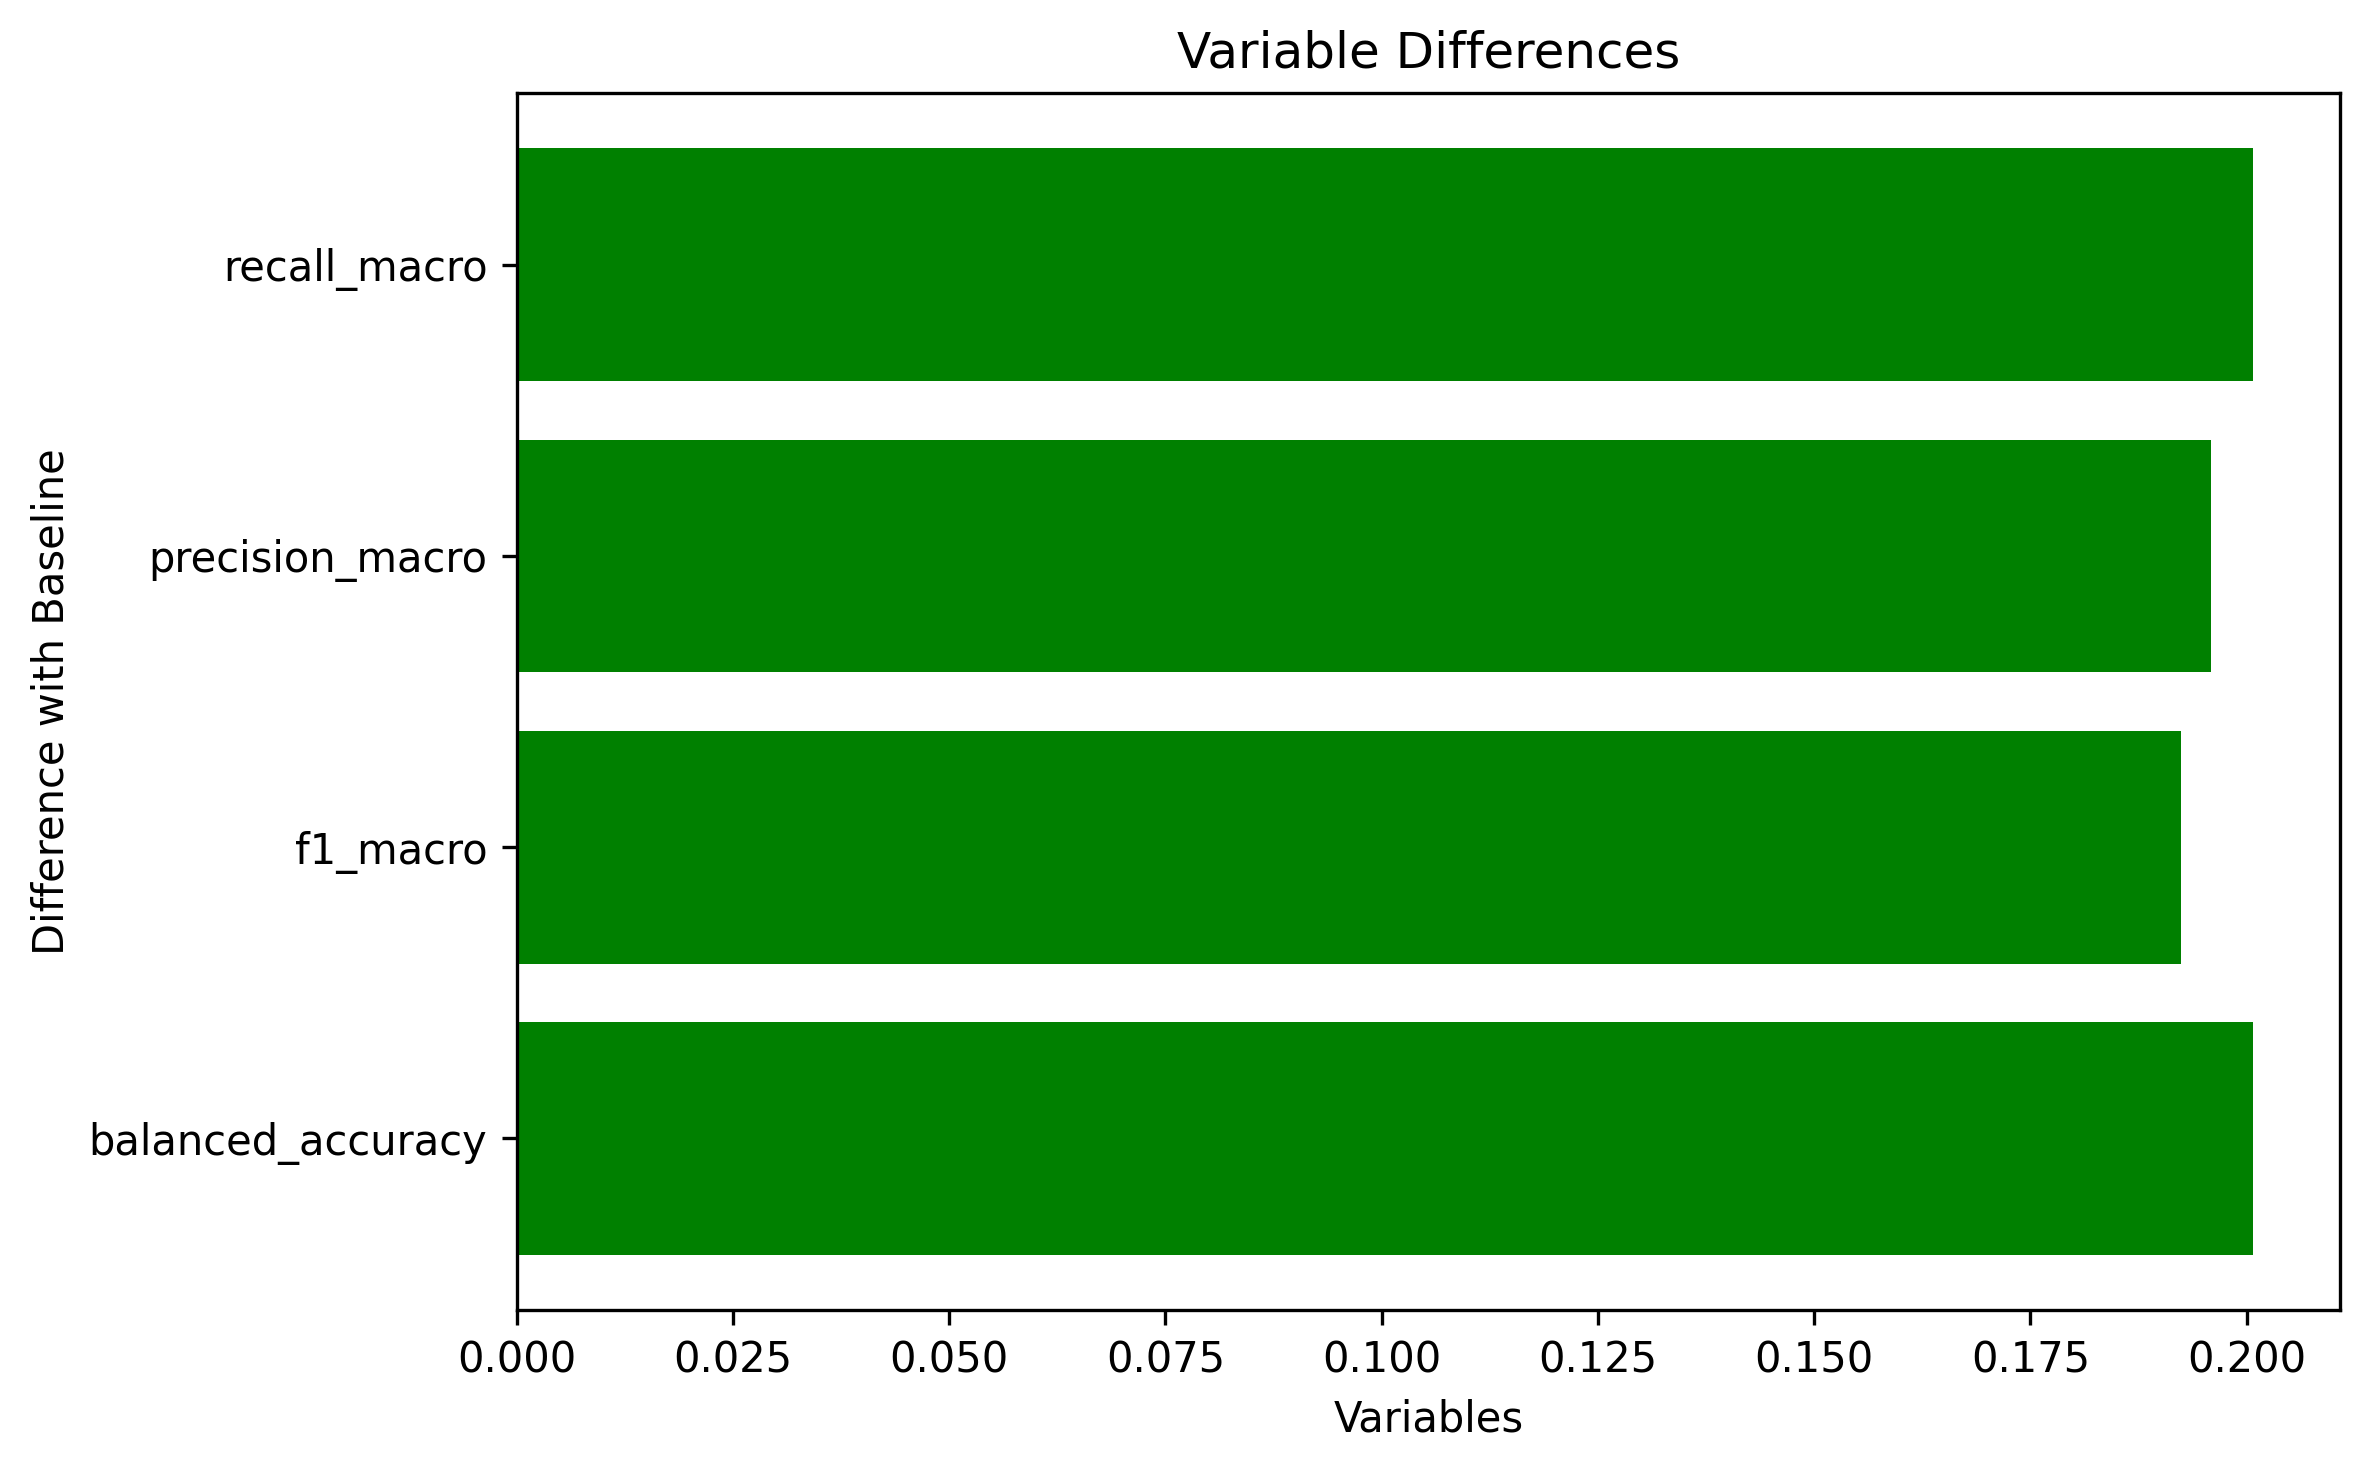 Variable Differences
recall_macro
precision_macro
f1_macro
balanced_accuracy
Difference with Baseline
0.000 0.025 0.050 0.075 0.100 0.125 0.150 0.175 0.200
Variables